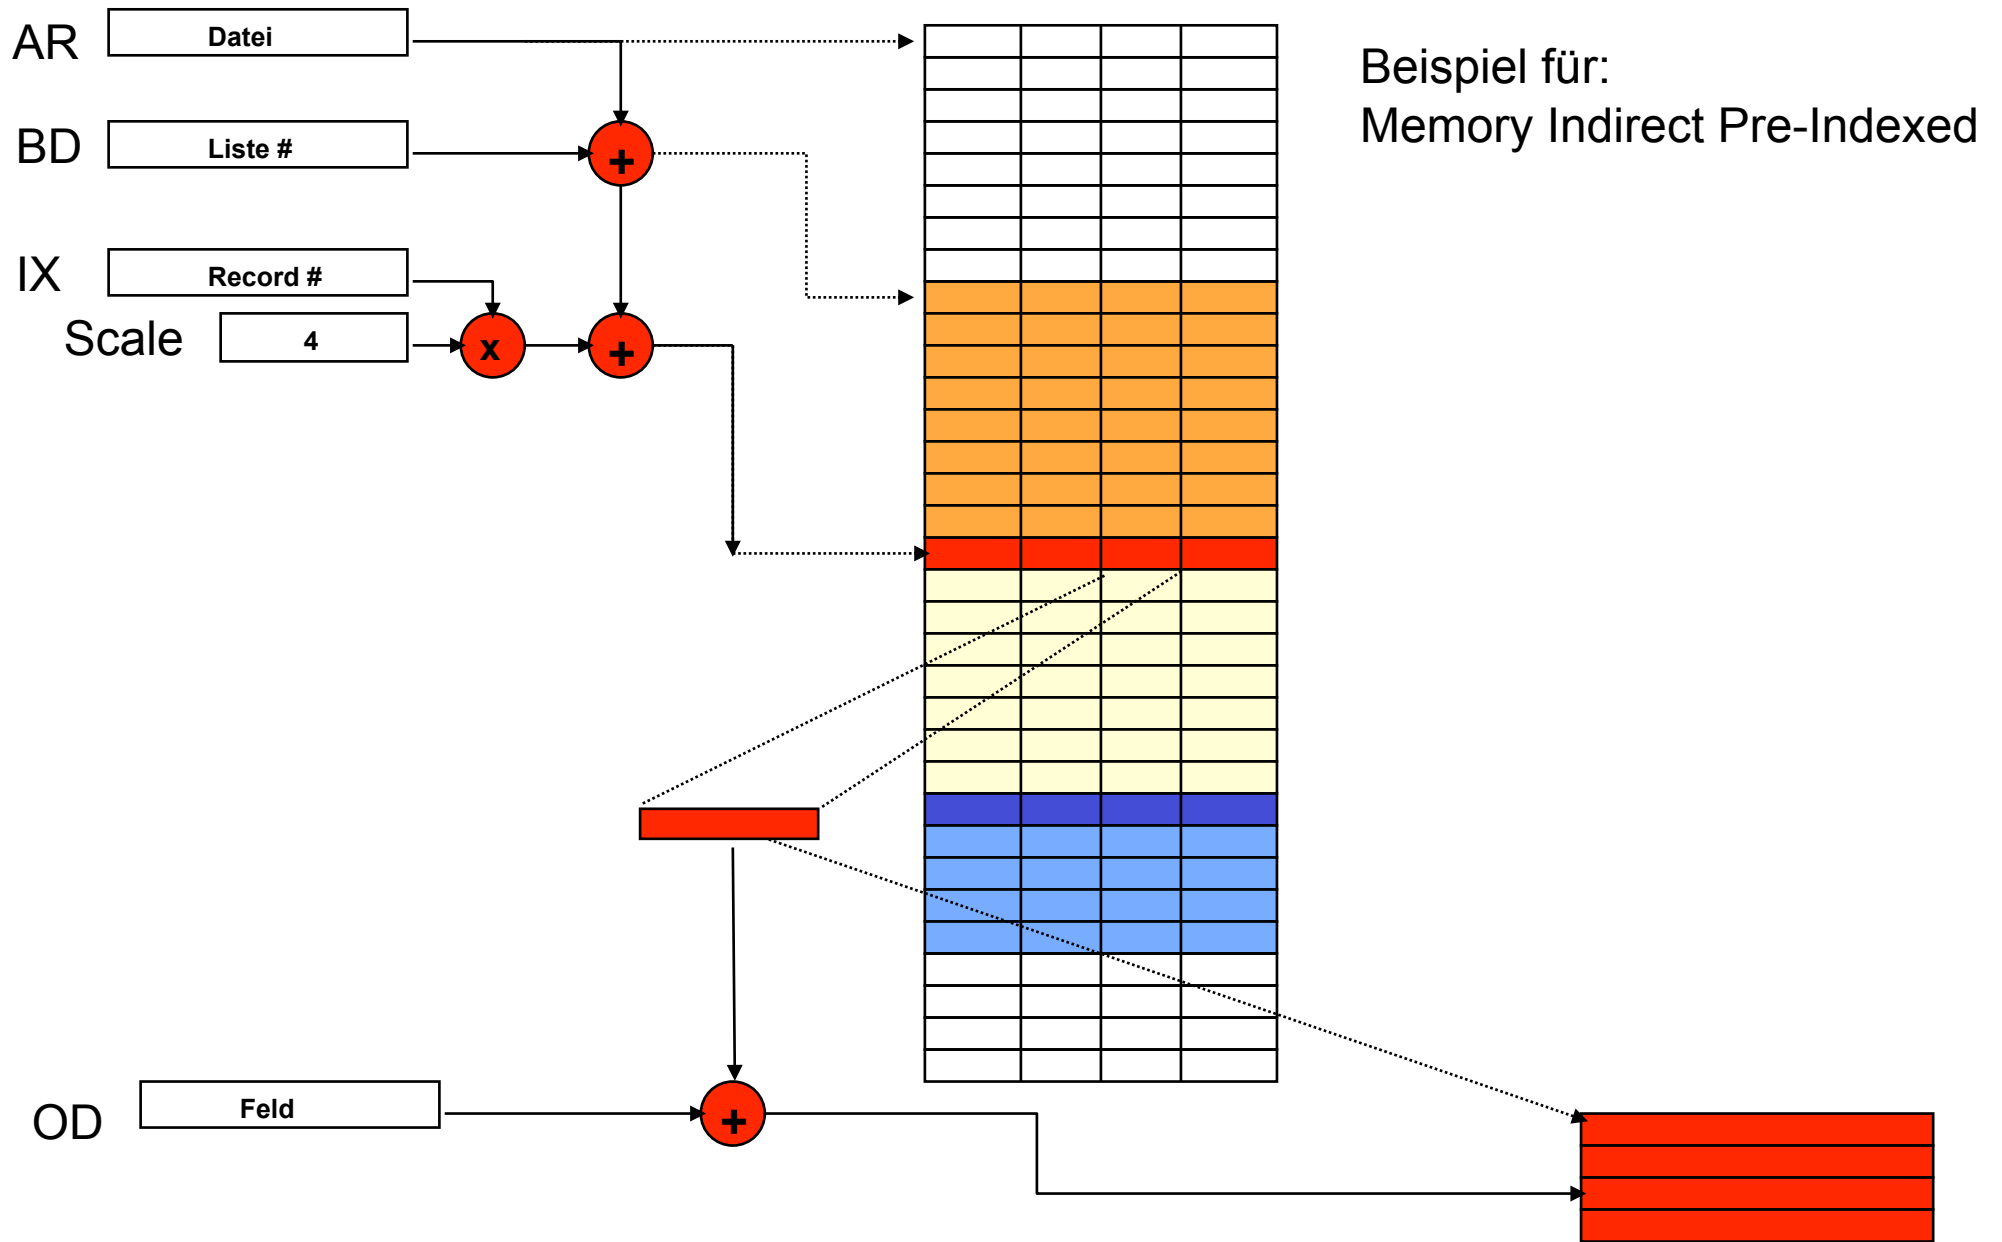 AR Datei
Beispiel für:
Memory Indirect Pre-Indexed
BD Liste #
+
IX Record #
Scale 4
x +
OD Feld
+